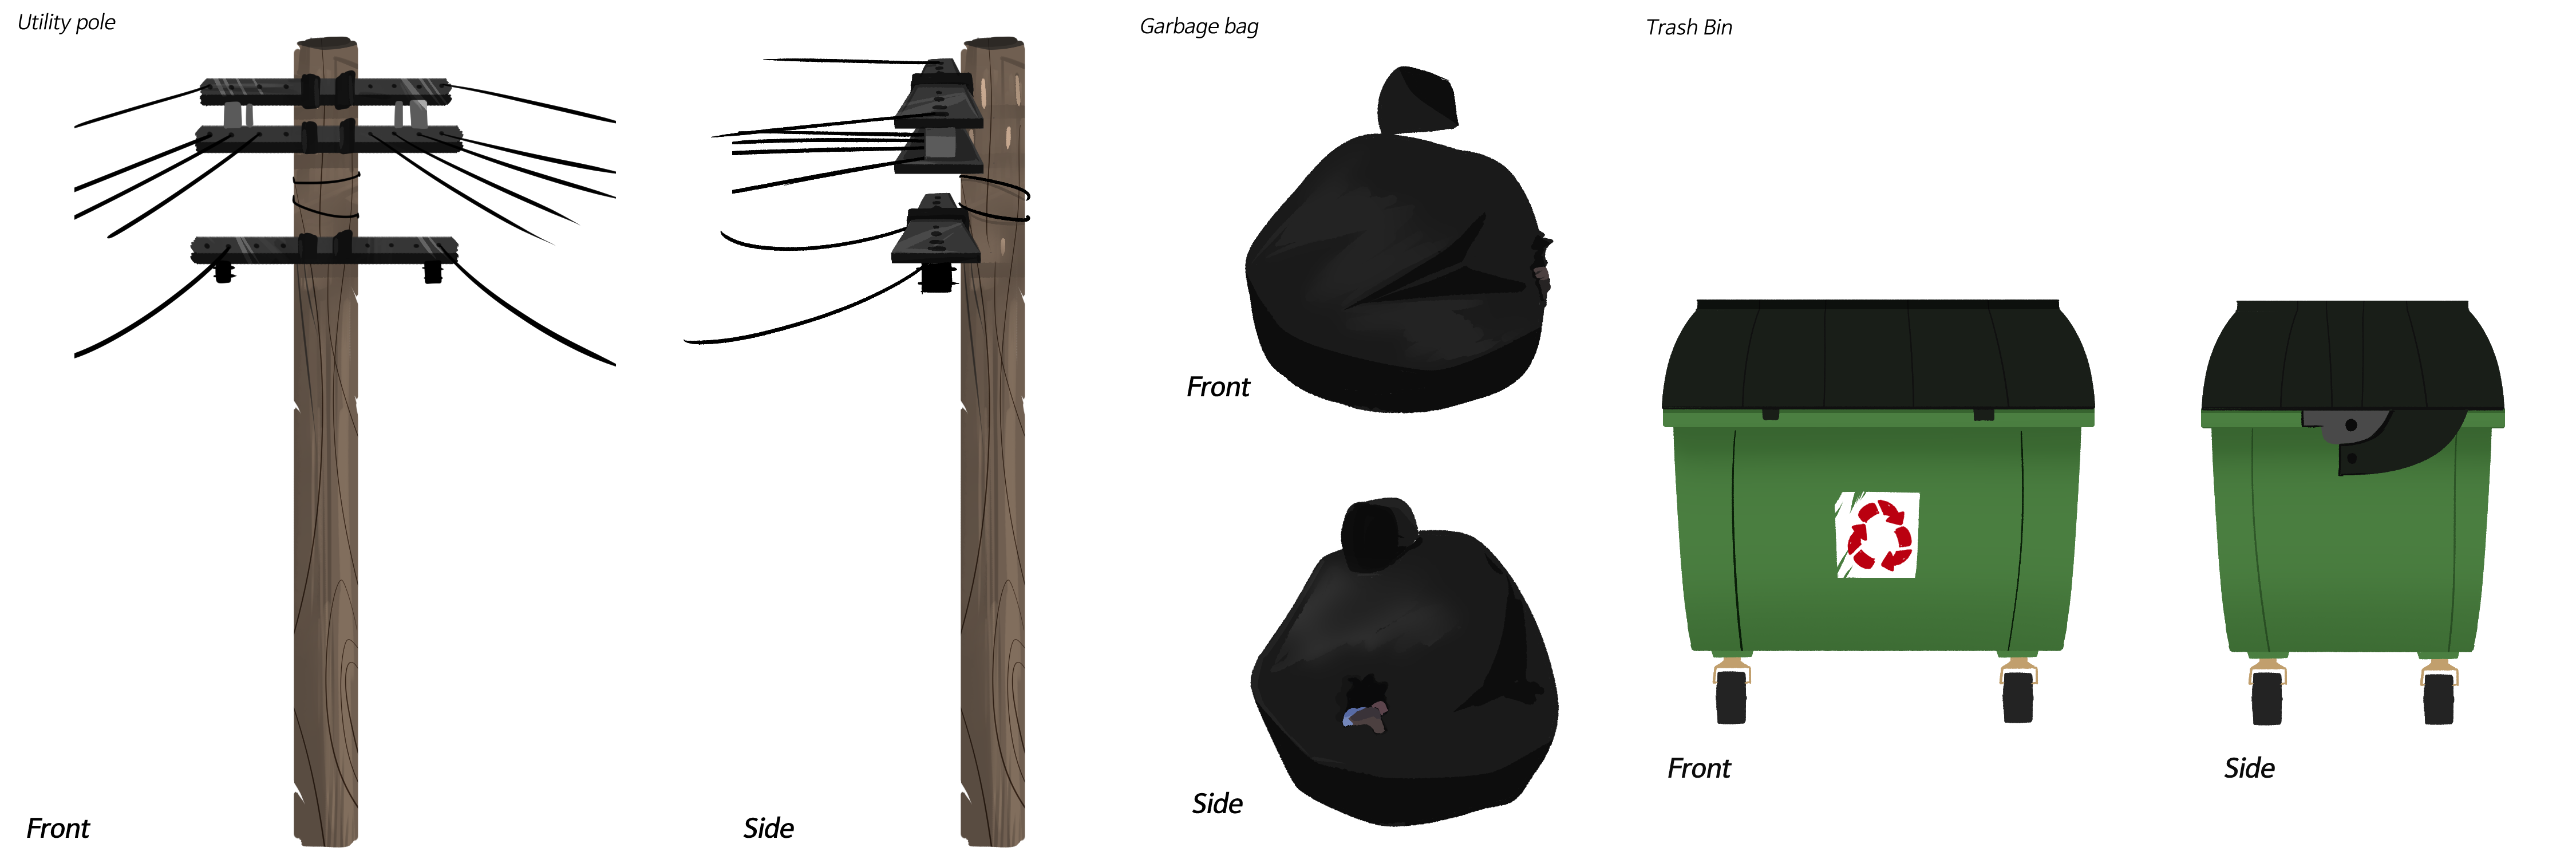 Utility pole
Front
Side
Garbage bag
Front
Side
Trash Bin
Front
Side